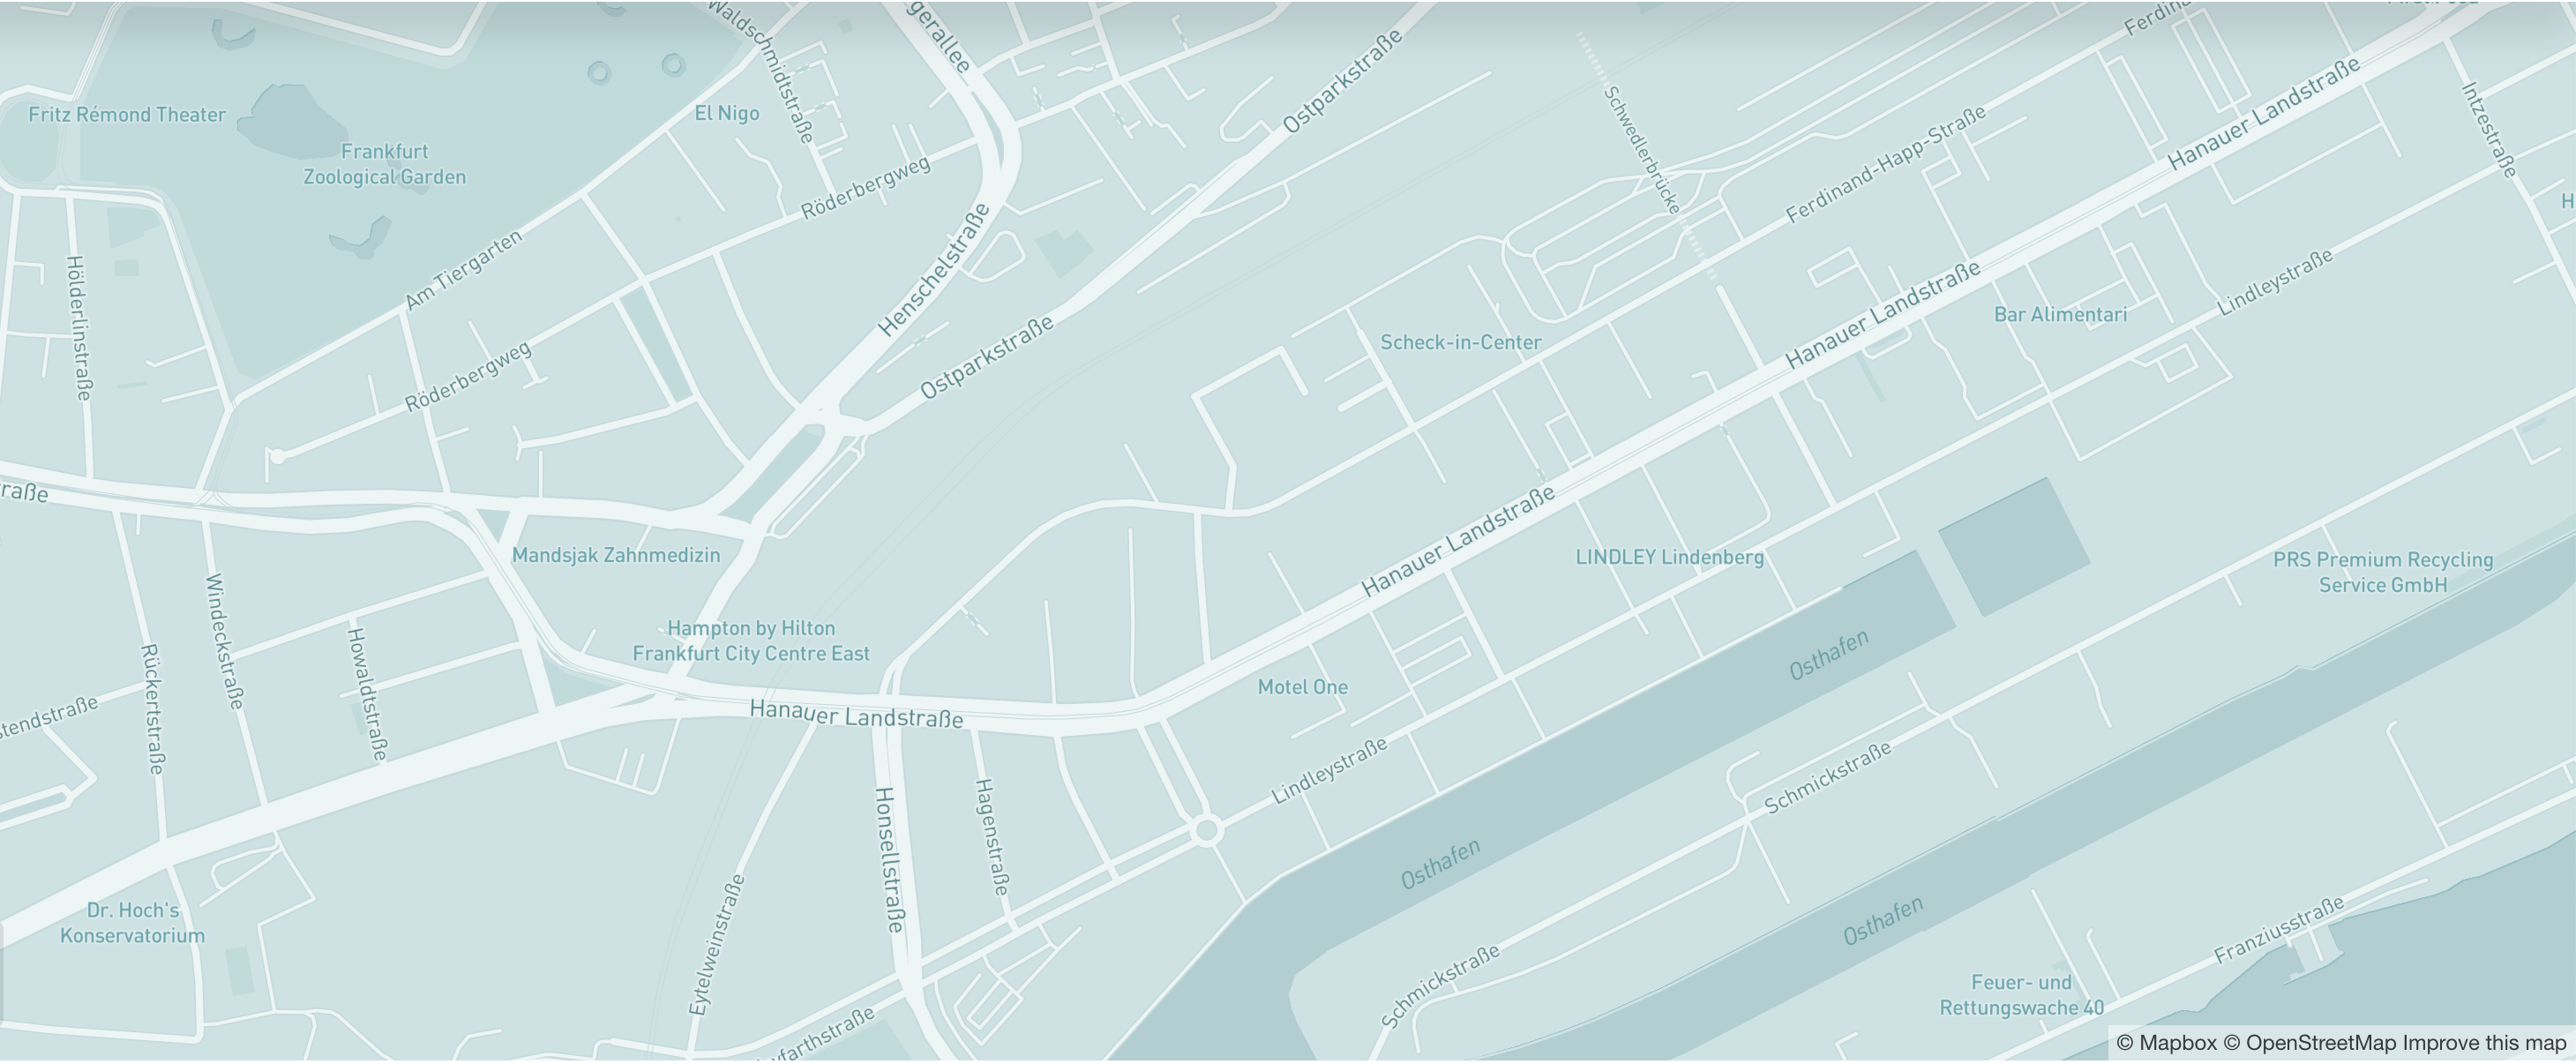 Waldschmidtstraße
Ostparkstraße
Hanauer Landstraße
Schwedlerbrücke
Ferdinand-Happ-Straße
Intzestraße
Fritz Rémond Theater
El Nigo
Frankfurt
Zoological Garden
Röderbergweg
Hölderlinstraße
Am Tiergarten
Henschelstraße
Lindleystraße
Bar Alimentari
Scheck-in-Center
Hanauer Landstraße
Röderbergweg
Ostparkstraße
Hanauer Landstraße
Mandsjak Zahnmedizin
LINDLEY Lindenberg
PRS Premium Recycling
Service GmbH
Windeckstraße
Rückertstraße
Howaldtstraße
Hampton by Hilton
Frankfurt City Centre East
Osthafen
Motel One
Hanauer Landstraße
Lindleystraße
Schmickstraße
Honsellstraße
Hagenstraße
Osthafen
Osthafen
Dr. Hoch's
Konservatorium
Eytelweinstraße
Schmickstraße
Franziusstraße
Feuer- und
Rettungswache 40
© Mapbox © OpenStreetMap Improve this map